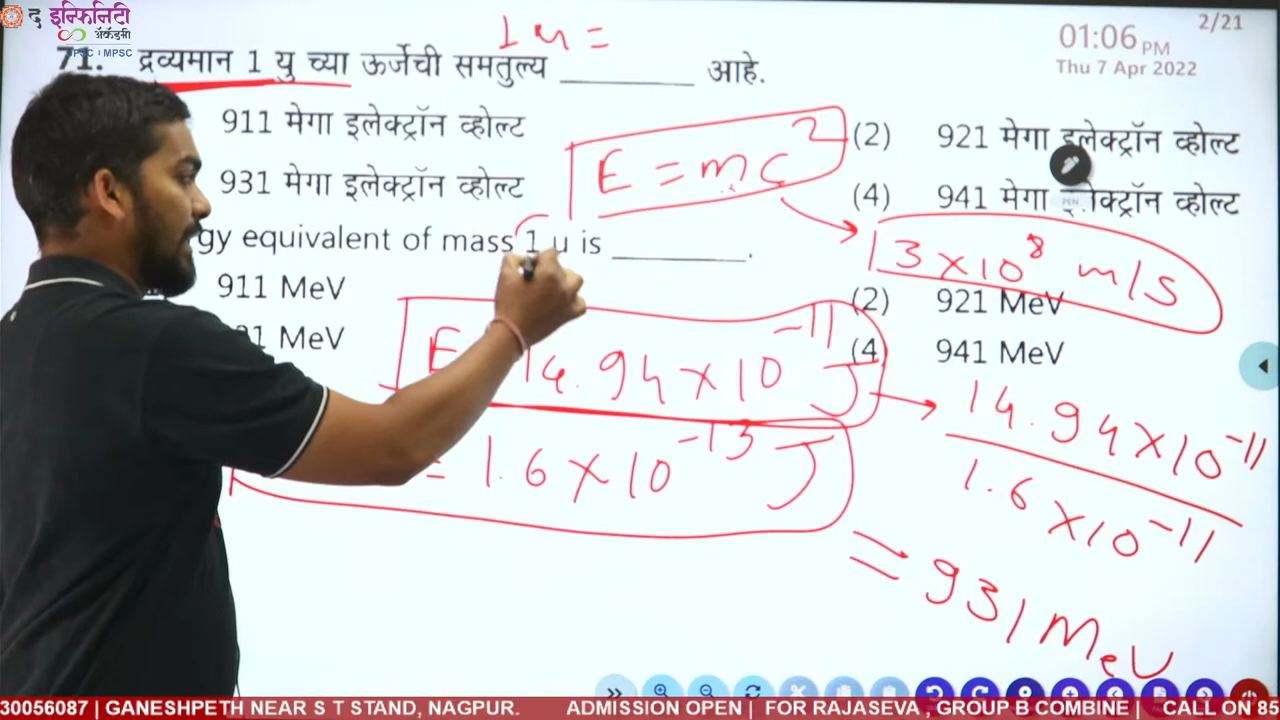 द इन्फिनिटी
ॲकॅडमी
PSC । MPSC
1 u =
2/21
01:06 PM
Thu 7 Apr 2022
71. द्रव्यमान 1 यु च्या ऊर्जेची समतुल्य ________ आहे.
911 मेगा इलेक्ट्रॉन व्होल्ट
(2) 921 मेगा इलेक्ट्रॉन व्होल्ट
E = mc²
931 मेगा इलेक्ट्रॉन व्होल्ट
(4) 941 मेगा इलेक्ट्रॉन व्होल्ट
PEN
gy equivalent of mass 1 u is ________.
3 × 10⁸ m/s
911 MeV
(2) 921 MeV
1 MeV
(4 941 MeV
E 14.94 × 10⁻¹¹ J
14.94 × 10⁻¹¹
= 1.6 × 10⁻¹³ J
1.6 × 10⁻¹¹
= 931 MeV
30056087 | GANESHPETH NEAR S T STAND, NAGPUR. ADMISSION OPEN | FOR RAJASEVA , GROUP B COMBINE | CALL ON 85